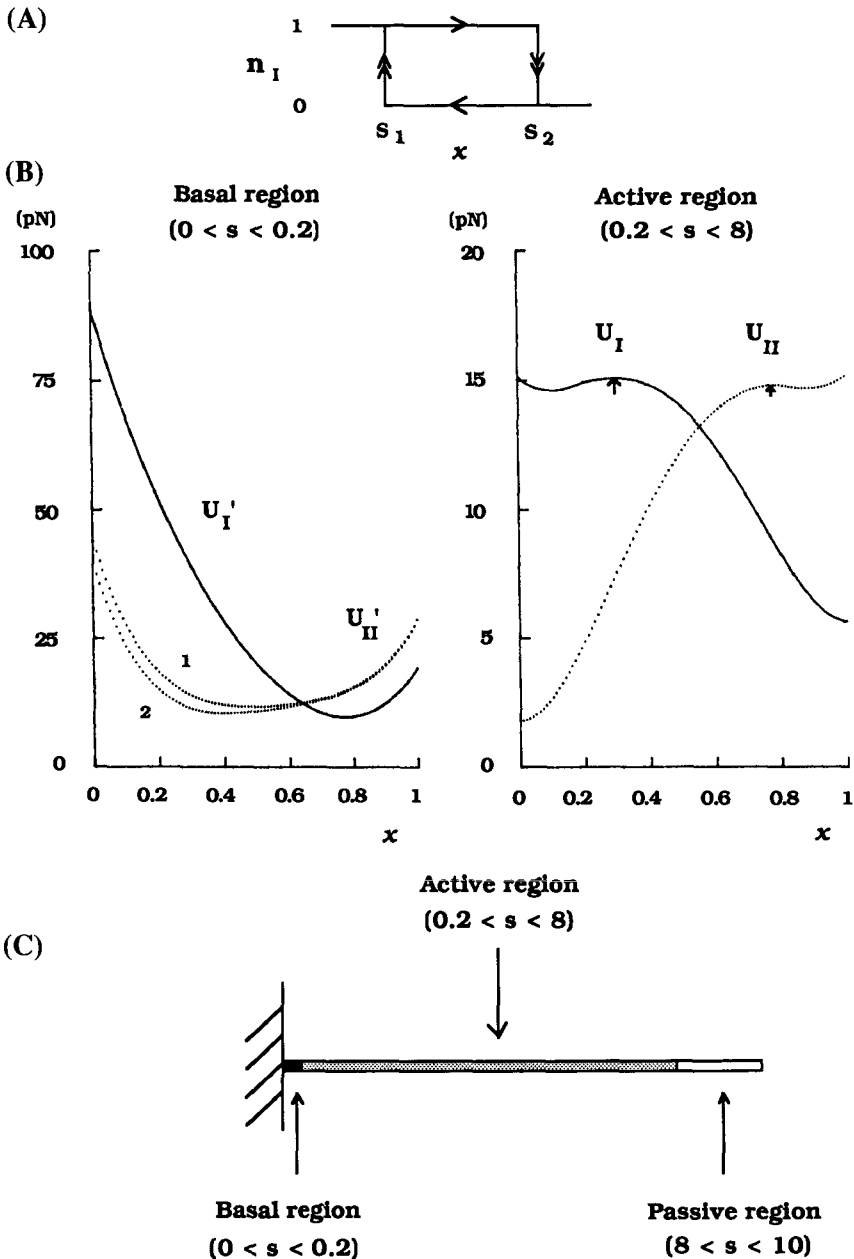 (A)
1
n I
0
s 1
s 2
x
(B)
Basal region
(0 < s < 0.2)
(pN)
100
75
50
25
0
U I '
U II '
1
2
0 0.2 0.4 0.6 0.8 1
x
Active region
(0.2 < s < 8)
(pN)
20
15
10
5
0
U I
U II
0 0.2 0.4 0.6 0.8 1
x
(C)
Active region
(0.2 < s < 8)
Basal region
(0 < s < 0.2)
Passive region
(8 < s < 10)